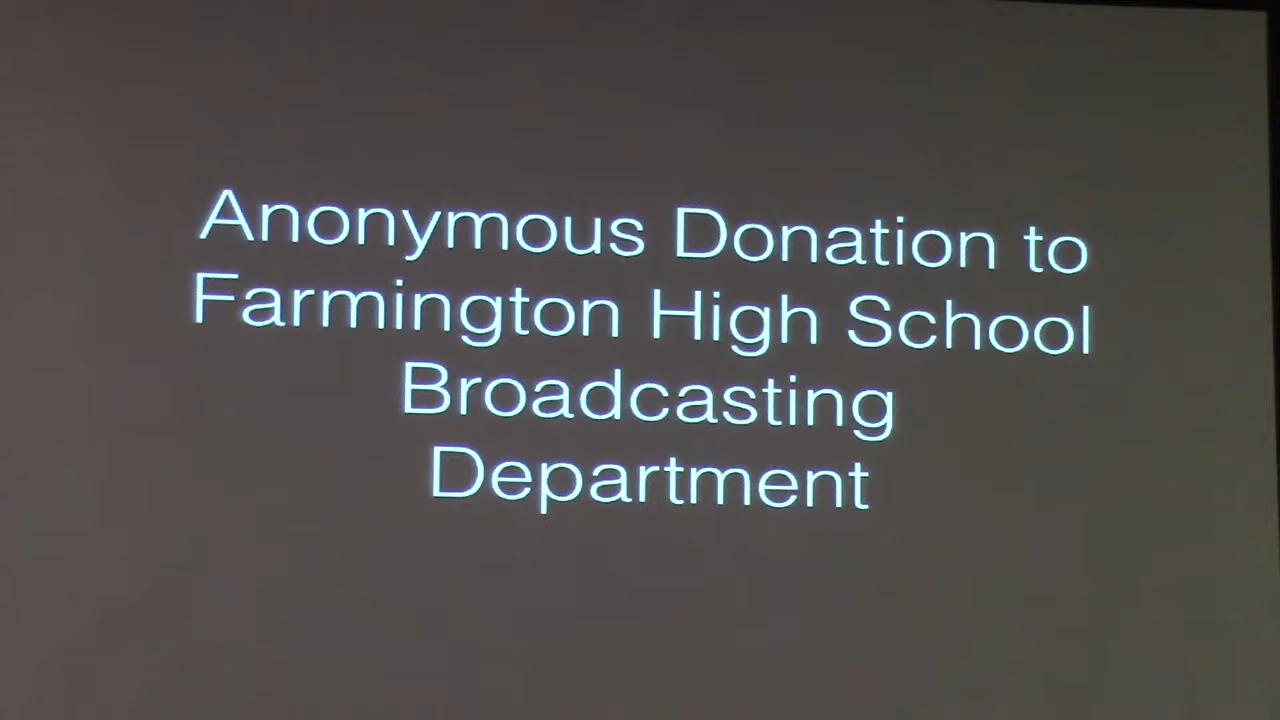 Anonymous Donation to
Farmington High School
Broadcasting
Department